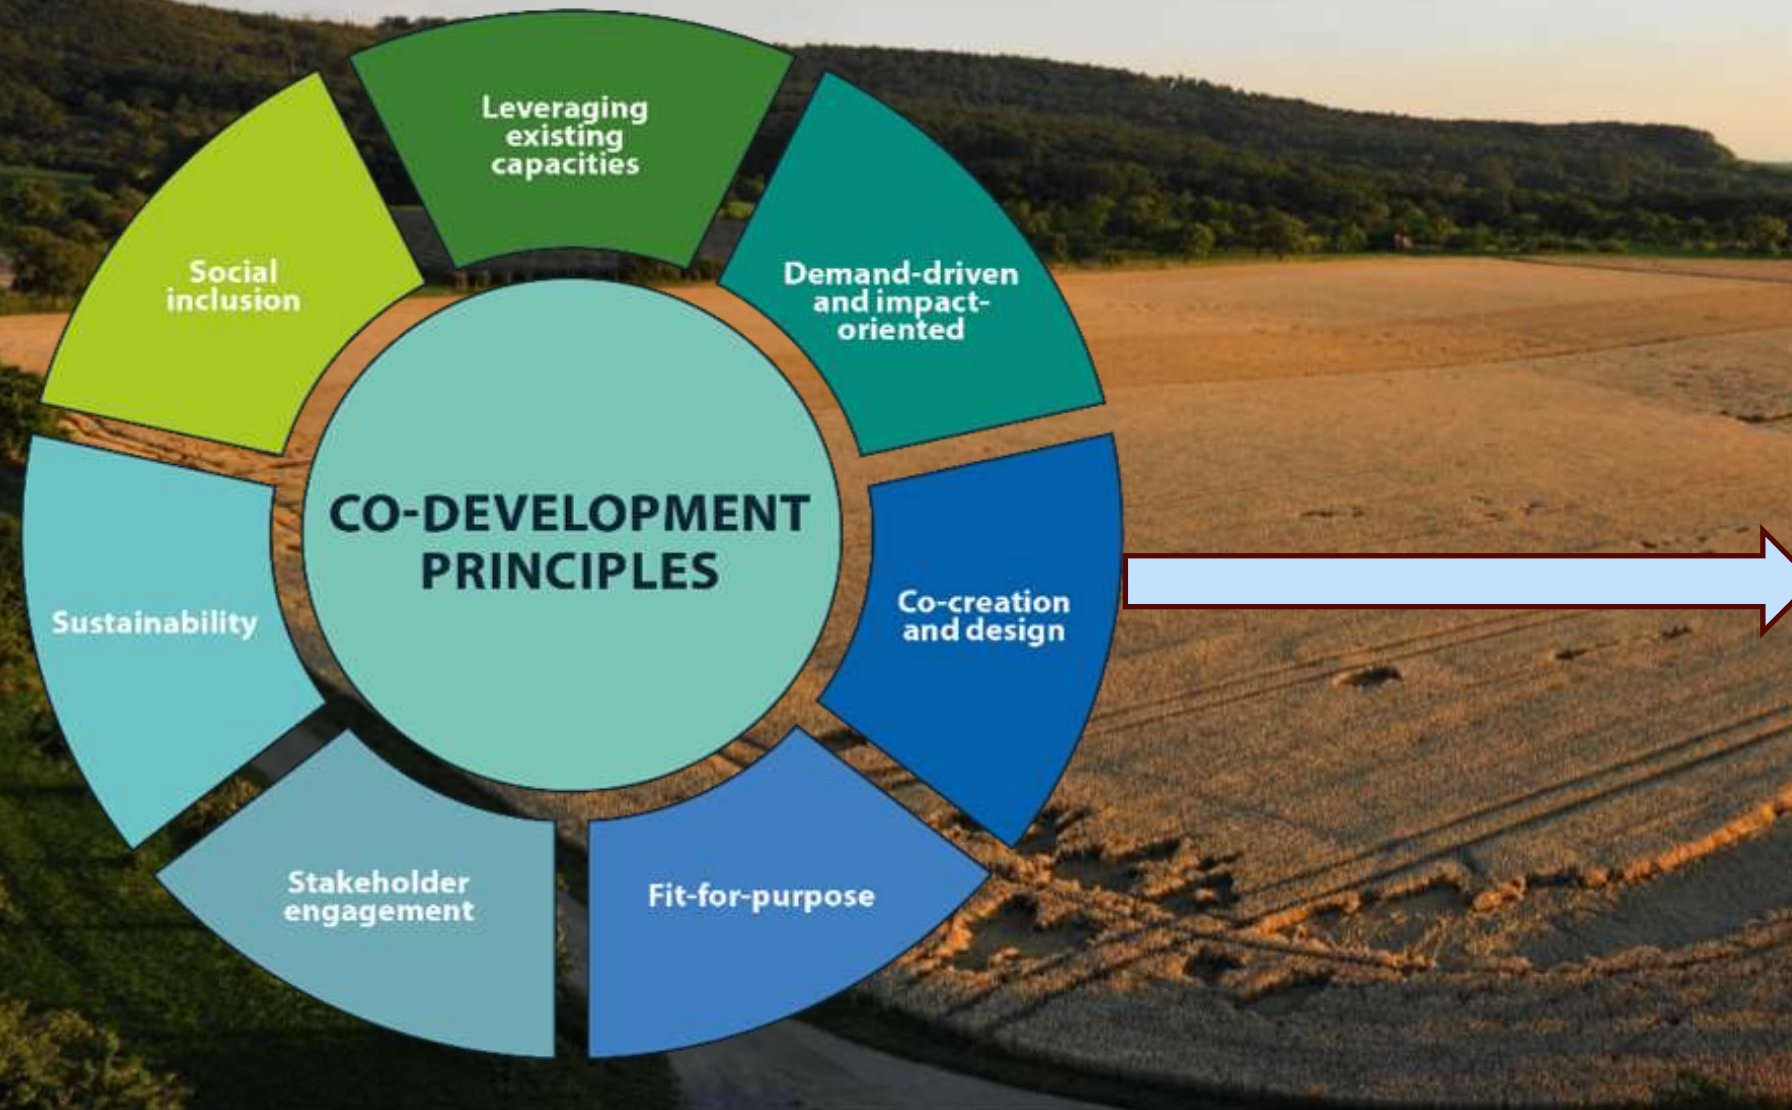 Leveraging
existing
capacities
Demand-driven
and impact-
oriented
Co-creation
and design
Fit-for-purpose
Stakeholder
engagement
Sustainability
Social
inclusion
CO-DEVELOPMENT
PRINCIPLES